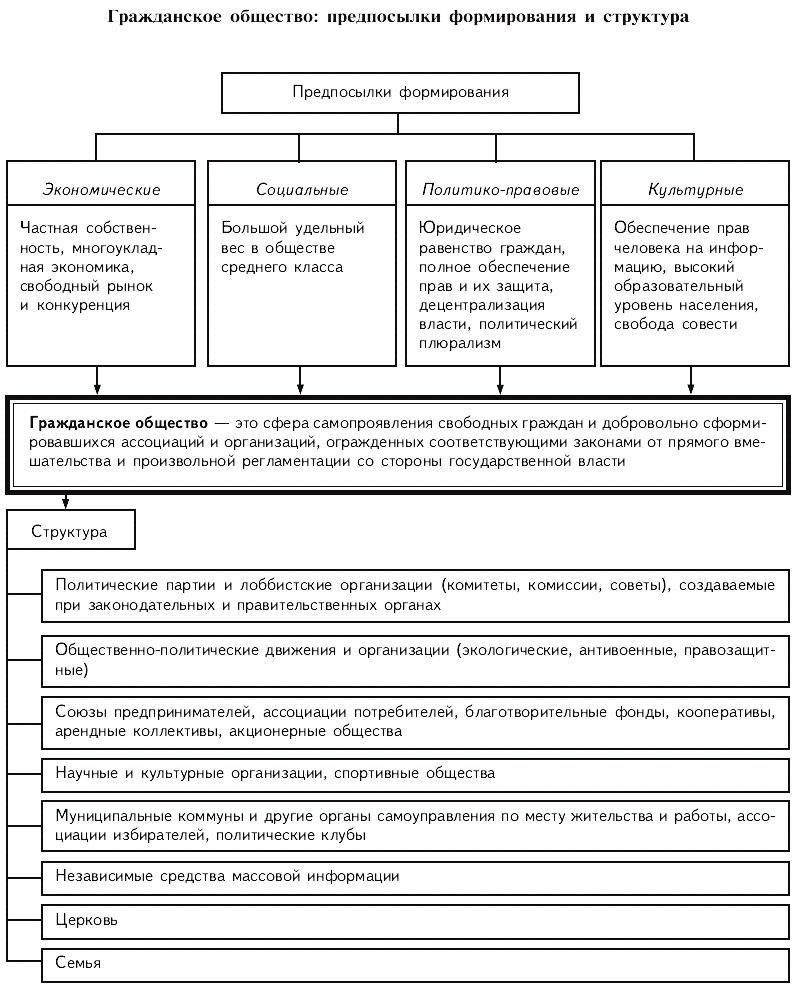 Гражданское общество: предпосылки формирования и структура
Предпосылки формирования
Экономические
Частная собствен-
ность, многоуклад-
ная экономика,
свободный рынок
и конкуренция
Социальные
Большой удельный
вес в обществе
среднего класса
Политико-правовые
Юридическое
равенство граждан,
полное обеспечение
прав и их защита,
децентрализация
власти, политический
плюрализм
Культурные
Обеспечение прав
человека на инфор-
мацию, высокий
образовательный
уровень населения,
свобода совести
Гражданское общество — это сфера самопроявления свободных граждан и добровольно сформи-
ровавшихся ассоциаций и организаций, огражденных соответствующими законами от прямого вме-
шательства и произвольной регламентации со стороны государственной власти
Структура
Политические партии и лоббистские организации (комитеты, комиссии, советы), создаваемые
при законодательных и правительственных органах
Общественно-политические движения и организации (экологические, антивоенные, правозащит-
ные)
Союзы предпринимателей, ассоциации потребителей, благотворительные фонды, кооперативы,
арендные коллективы, акционерные общества
Научные и культурные организации, спортивные общества
Муниципальные коммуны и другие органы самоуправления по месту жительства и работы, ассо-
циации избирателей, политические клубы
Независимые средства массовой информации
Церковь
Семья